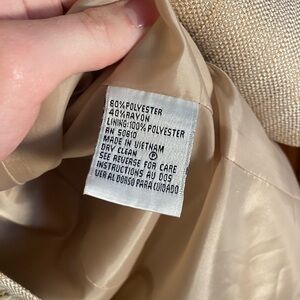 60%POLYESTER
40%RAYON
LINING:100%POLYESTER
RN 50610
MADE IN VIETNAM
DRY CLEAN Ⓟ
SEE REVERSE FOR CARE
INSTRUCTIONS AU DOS
VER AL DORSO PARA CUIDADO